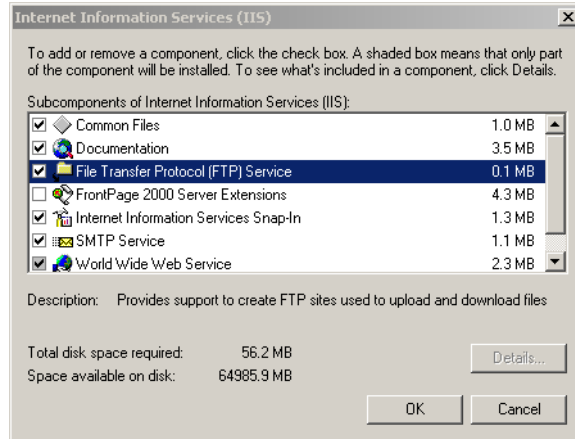 Internet Information Services (IIS)
To add or remove a component, click the check box. A shaded box means that only part
of the component will be installed. To see what's included in a component, click Details.
Subcomponents of Internet Information Services (IIS):
Common Files 1.0 MB
Documentation 3.5 MB
File Transfer Protocol (FTP) Service 0.1 MB
FrontPage 2000 Server Extensions 4.3 MB
Internet Information Services Snap-In 1.3 MB
SMTP Service 1.1 MB
World Wide Web Service 2.3 MB
Description: Provides support to create FTP sites used to upload and download files
Total disk space required: 56.2 MB
Space available on disk: 64985.9 MB
Details...
OK Cancel